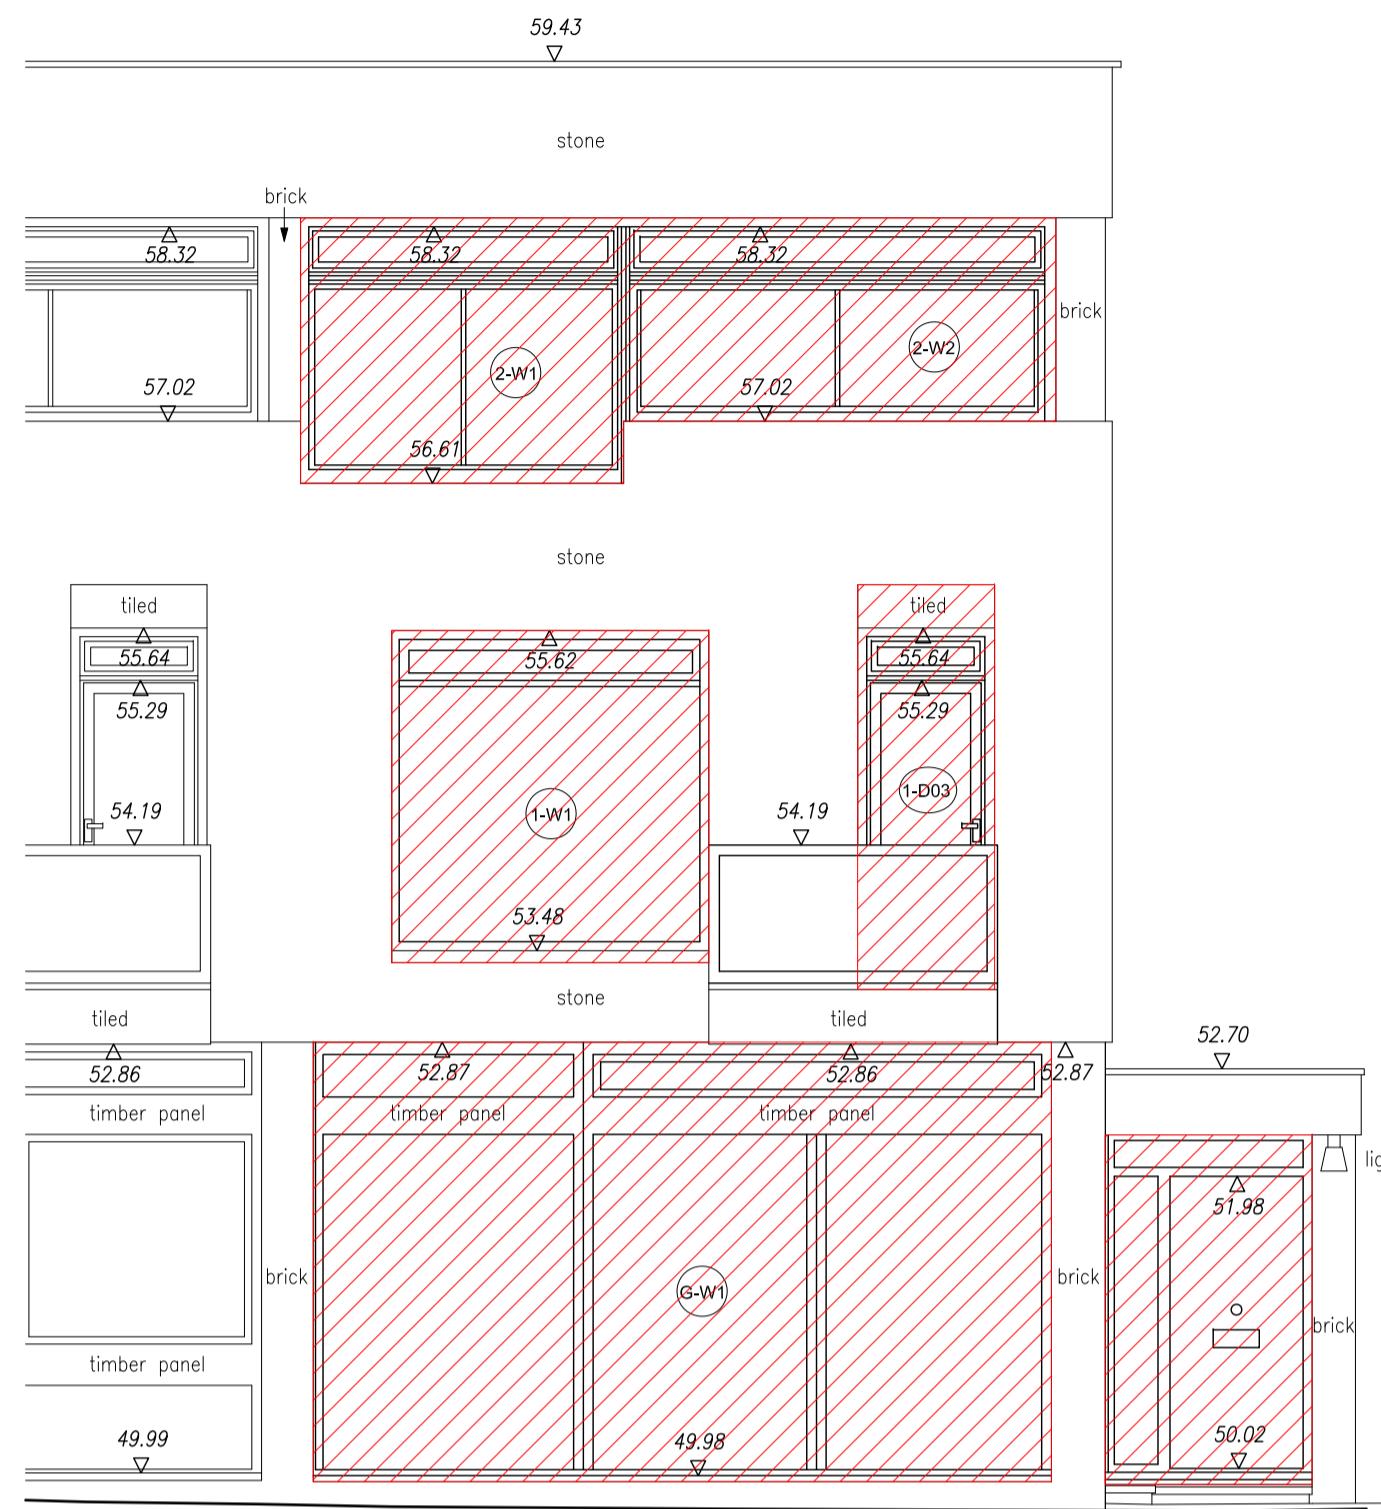 59.43
stone
brick
58.32 58.32 58.32
brick
2-W2
2-W1
57.02 57.02
56.61
stone
tiled tiled
55.64 55.62 55.64
55.29 55.29
1-D03
54.19 1-W1 54.19
53.48
stone
tiled tiled
52.70
52.86 52.87 52.86 52.87
timber panel timber panel timber panel
lig
51.98
brick G-W1 brick
brick
timber panel
49.99 49.98 50.02